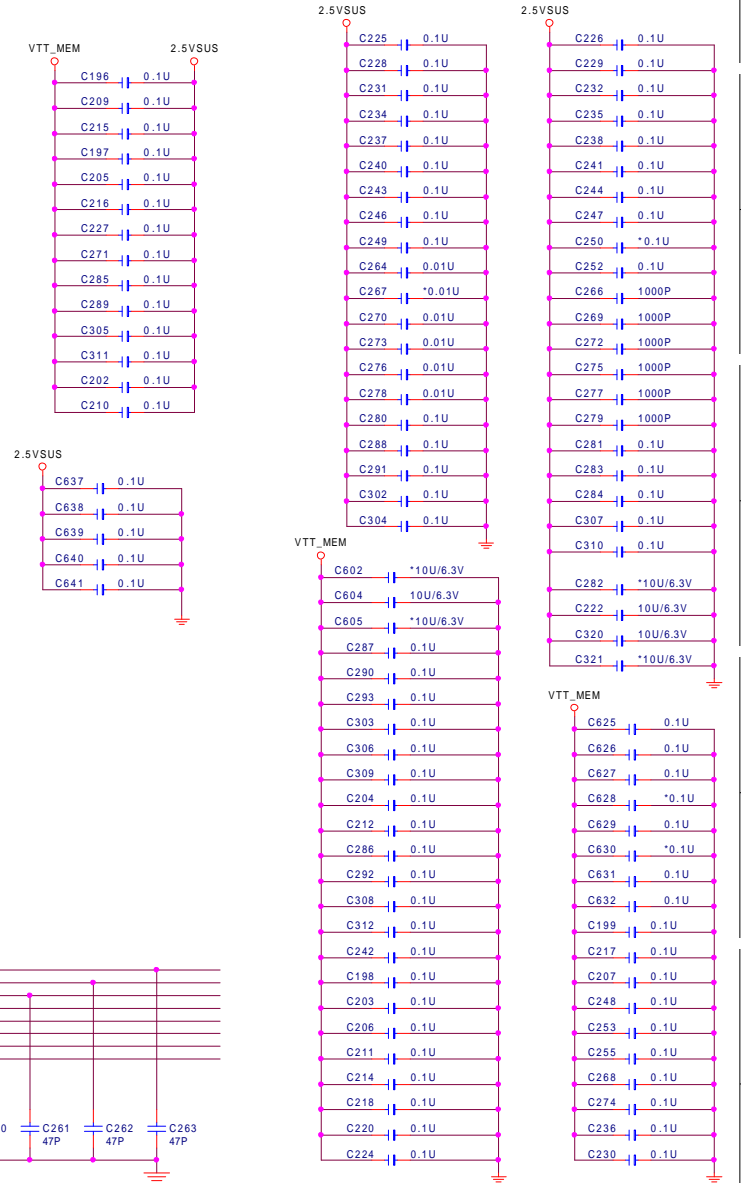 VTT_MEM 2.5VSUS
C196 0.1U
C209 0.1U
C215 0.1U
C197 0.1U
C205 0.1U
C216 0.1U
C227 0.1U
C271 0.1U
C285 0.1U
C289 0.1U
C305 0.1U
C311 0.1U
C202 0.1U
C210 0.1U
2.5VSUS
C637 0.1U
C638 0.1U
C639 0.1U
C640 0.1U
C641 0.1U
0 C261 C262 C263
47P 47P 47P
2.5VSUS
C225 0.1U
C228 0.1U
C231 0.1U
C234 0.1U
C237 0.1U
C240 0.1U
C243 0.1U
C246 0.1U
C249 0.1U
C264 0.01U
C267 *0.01U
C270 0.01U
C273 0.01U
C276 0.01U
C278 0.01U
C280 0.1U
C288 0.1U
C291 0.1U
C302 0.1U
C304 0.1U
VTT_MEM
C602 *10U/6.3V
C604 10U/6.3V
C605 *10U/6.3V
C287 0.1U
C290 0.1U
C293 0.1U
C303 0.1U
C306 0.1U
C309 0.1U
C204 0.1U
C212 0.1U
C286 0.1U
C292 0.1U
C308 0.1U
C312 0.1U
C242 0.1U
C198 0.1U
C203 0.1U
C206 0.1U
C211 0.1U
C214 0.1U
C218 0.1U
C220 0.1U
C224 0.1U
2.5VSUS
C226 0.1U
C229 0.1U
C232 0.1U
C235 0.1U
C238 0.1U
C241 0.1U
C244 0.1U
C247 0.1U
C250 *0.1U
C252 0.1U
C266 1000P
C269 1000P
C272 1000P
C275 1000P
C277 1000P
C279 1000P
C281 0.1U
C283 0.1U
C284 0.1U
C307 0.1U
C310 0.1U
C282 *10U/6.3V
C222 10U/6.3V
C320 10U/6.3V
C321 *10U/6.3V
VTT_MEM
C625 0.1U
C626 0.1U
C627 0.1U
C628 *0.1U
C629 0.1U
C630 *0.1U
C631 0.1U
C632 0.1U
C199 0.1U
C217 0.1U
C207 0.1U
C248 0.1U
C253 0.1U
C255 0.1U
C268 0.1U
C274 0.1U
C236 0.1U
C230 0.1U